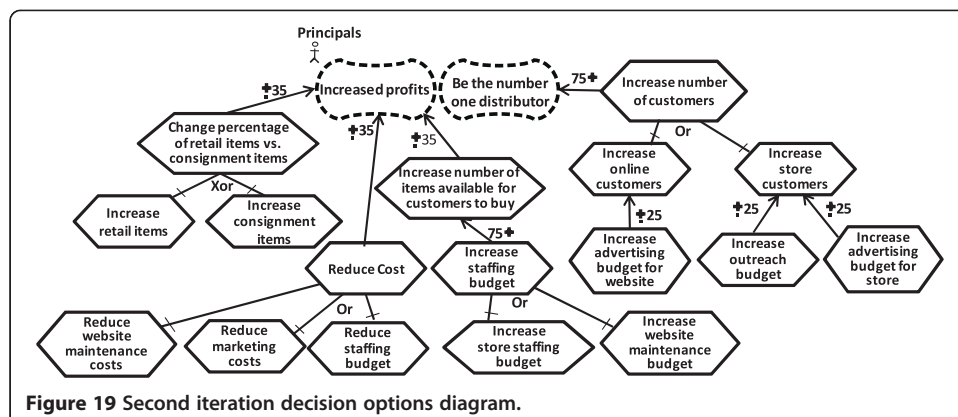 Principals
Increased profits
Be the number
one distributor
75+
Increase number
of customers
35
Change percentage
of retail items vs.
consignment items
Xor
Increase
retail items
Increase
consignment
items
35
35
Increase number of
items available for
customers to buy
75+
Or
Increase
online
customers
Increase
store
customers
25
25
25
Increase
advertising
budget for
website
Increase
outreach
budget
Increase
advertising
budget for
store
Reduce Cost
Increase
staffing
budget
Or
Or
Reduce
website
maintenance
costs
Reduce
marketing
costs
Reduce
staffing
budget
Increase
store staffing
budget
Increase
website
maintenance
budget
Figure 19 Second iteration decision options diagram.